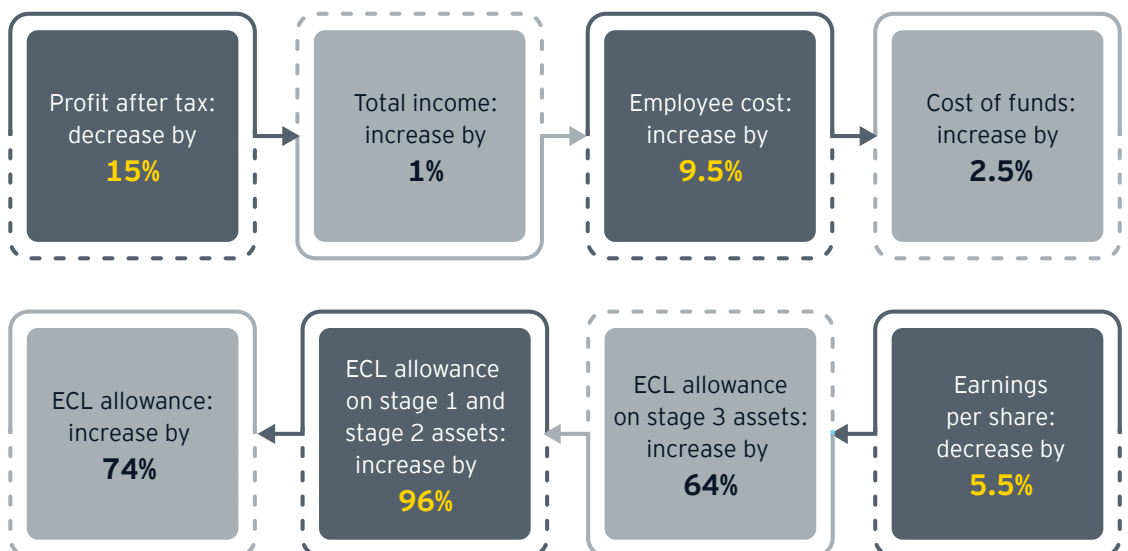 Profit after tax:
decrease by
15%
Total income:
increase by
1%
Employee cost:
increase by
9.5%
Cost of funds:
increase by
2.5%
ECL allowance:
increase by
74%
ECL allowance
on stage 1 and
stage 2 assets:
increase by
96%
ECL allowance
on stage 3 assets:
increase by
64%
Earnings
per share:
decrease by
5.5%